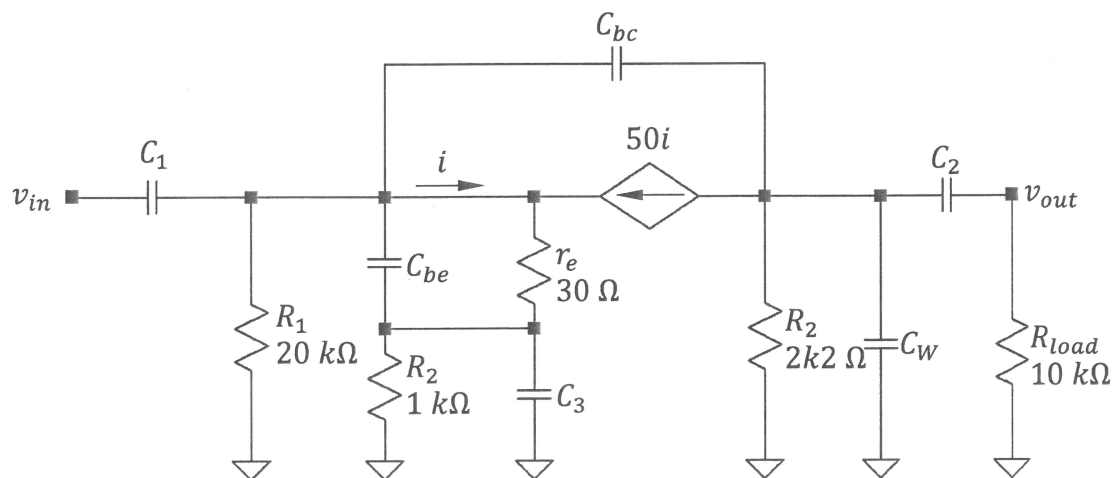 C_bc
50i
C_1
i
C_2
v_in
v_out
C_be
r_e
30 Ω
R_1
20 kΩ
R_2
1 kΩ
C_3
R_2
2k2 Ω
C_W
R_load
10 kΩ